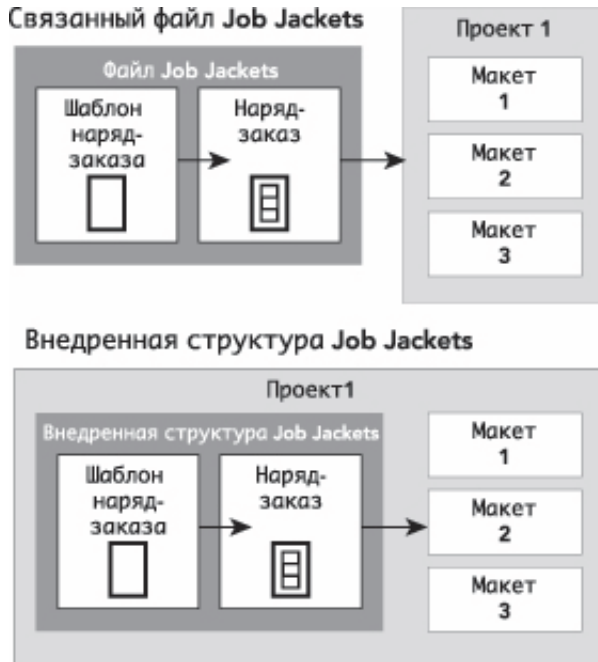 Связанный файл Job Jackets
Файл Job Jackets
Шаблон
наряд-
заказа
Наряд-
заказ
Проект 1
Макет
1
Макет
2
Макет
3
Внедренная структура Job Jackets
Проект1
Внедренная структура Job Jackets
Шаблон
наряд-
заказа
Наряд-
заказ
Макет
1
Макет
2
Макет
3